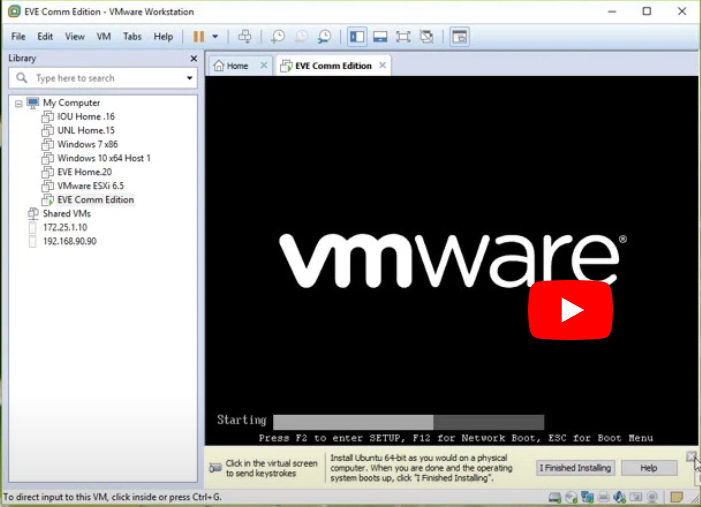 EVE Comm Edition - VMware Workstation
File Edit View VM Tabs Help
Library
Type here to search
My Computer
IOU Home .16
UNL Home.15
Windows 7 x86
Windows 10 x64 Host 1
EVE Home.20
VMware ESXi 6.5
EVE Comm Edition
Shared VMs
172.25.1.10
192.168.90.90
Home
EVE Comm Edition
vmware®
Starting
Press F2 to enter SETUP, F12 for Network Boot, ESC for Boot Menu
Click in the virtual screen
to send keystrokes
Install Ubuntu 64-bit as you would on a physical
computer. When you are done and the operating
system boots up, click "I Finished Installing".
I Finished Installing
Help
To direct input to this VM, click inside or press Ctrl+G.